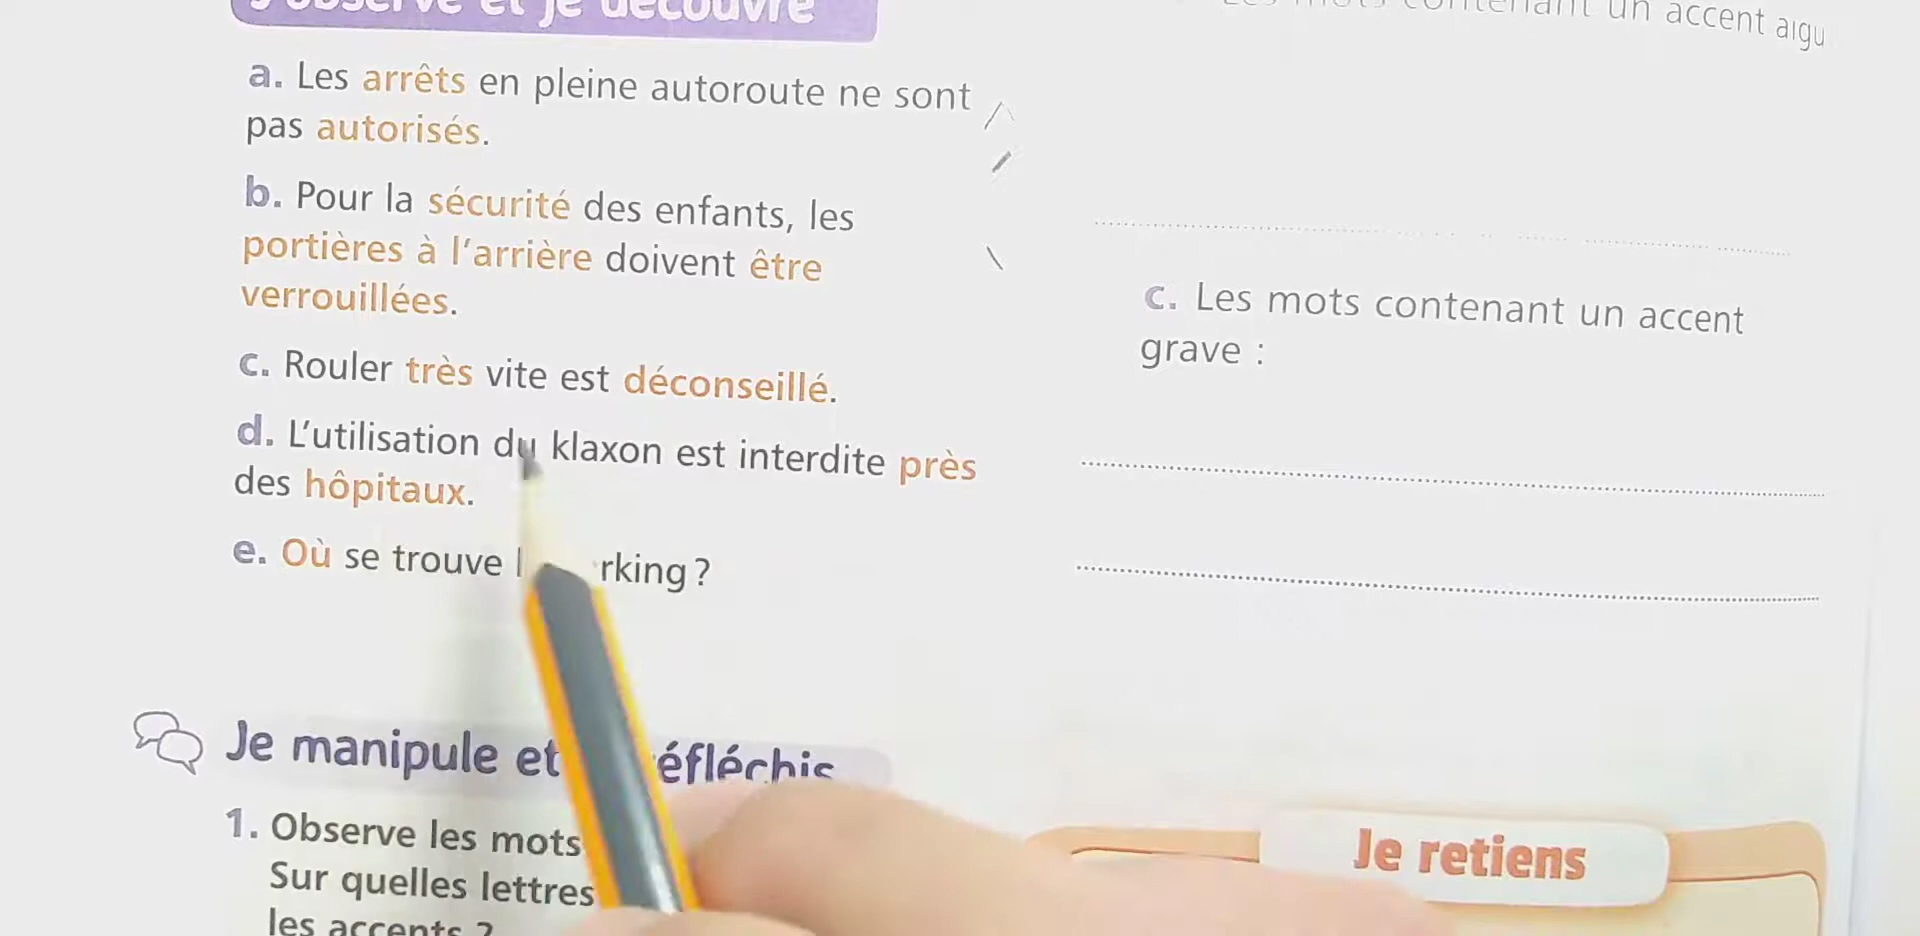 J'observe et je découvre
a. Les arrêts en pleine autoroute ne sont
pas autorisés.
b. Pour la sécurité des enfants, les
portières à l'arrière doivent être
verrouillées.
c. Rouler très vite est déconseillé.
d. L'utilisation du klaxon est interdite près
des hôpitaux.
e. Où se trouve rking ?
Je manipule et éfléchis
1. Observe les mots
Sur quelles lettres
les accents ?
Les mots contenant un accent aigu
c. Les mots contenant un accent
grave :
Je retiens